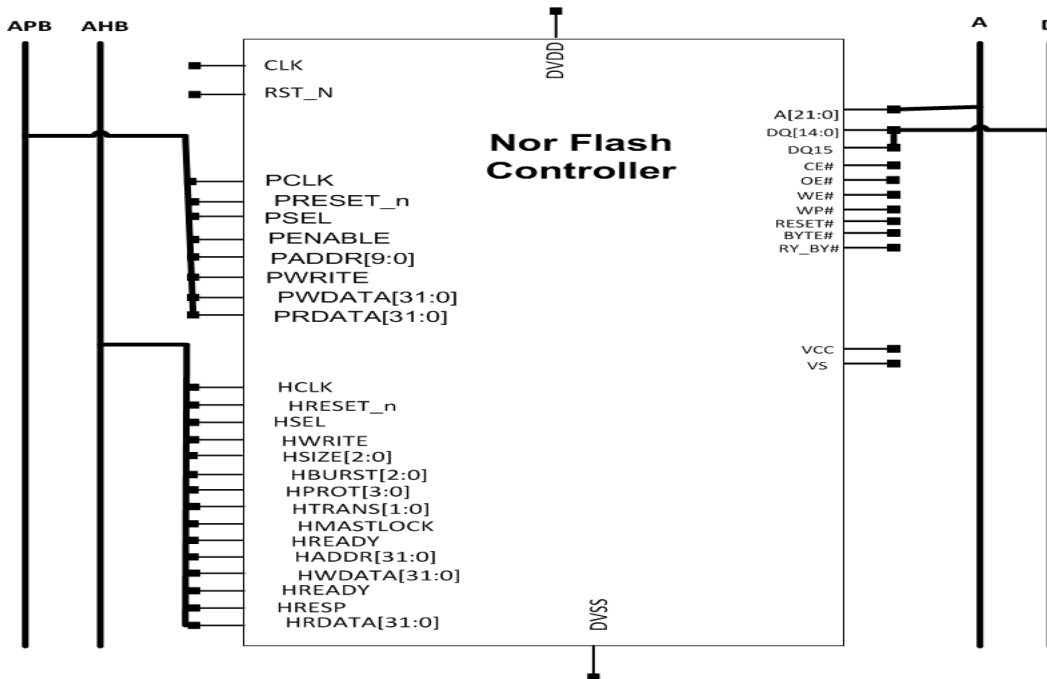 APB
AHB
A
D
DVDD
CLK
RST_N
Nor Flash
Controller
PCLK
PRESET_n
PSEL
PENABLE
PADDR[9:0]
PWRITE
PWDATA[31:0]
PRDATA[31:0]
HCLK
HRESET_n
HSEL
HWRITE
HSIZE[2:0]
HBURST[2:0]
HPROT[3:0]
HTRANS[1:0]
HMASTLOCK
HREADY
HADDR[31:0]
HWDATA[31:0]
HREADY
HRESP
HRDATA[31:0]
A[21:0]
DQ[14:0]
DQ15
CE#
OE#
WE#
WP#
RESET#
BYTE#
RY_BY#
VCC
VS
DVSS